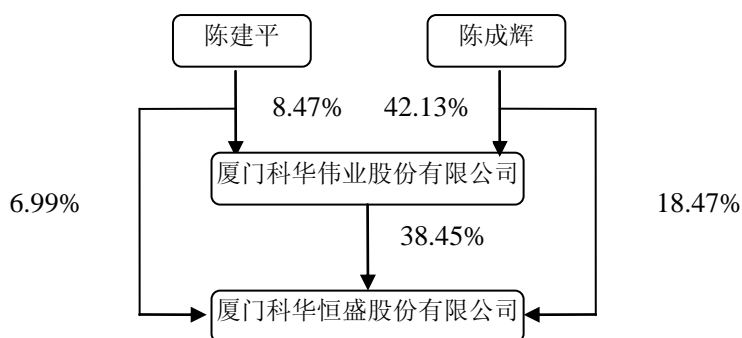 陈建平
陈成辉
8.47%
42.13%
厦门科华伟业股份有限公司
6.99%
18.47%
38.45%
厦门科华恒盛股份有限公司